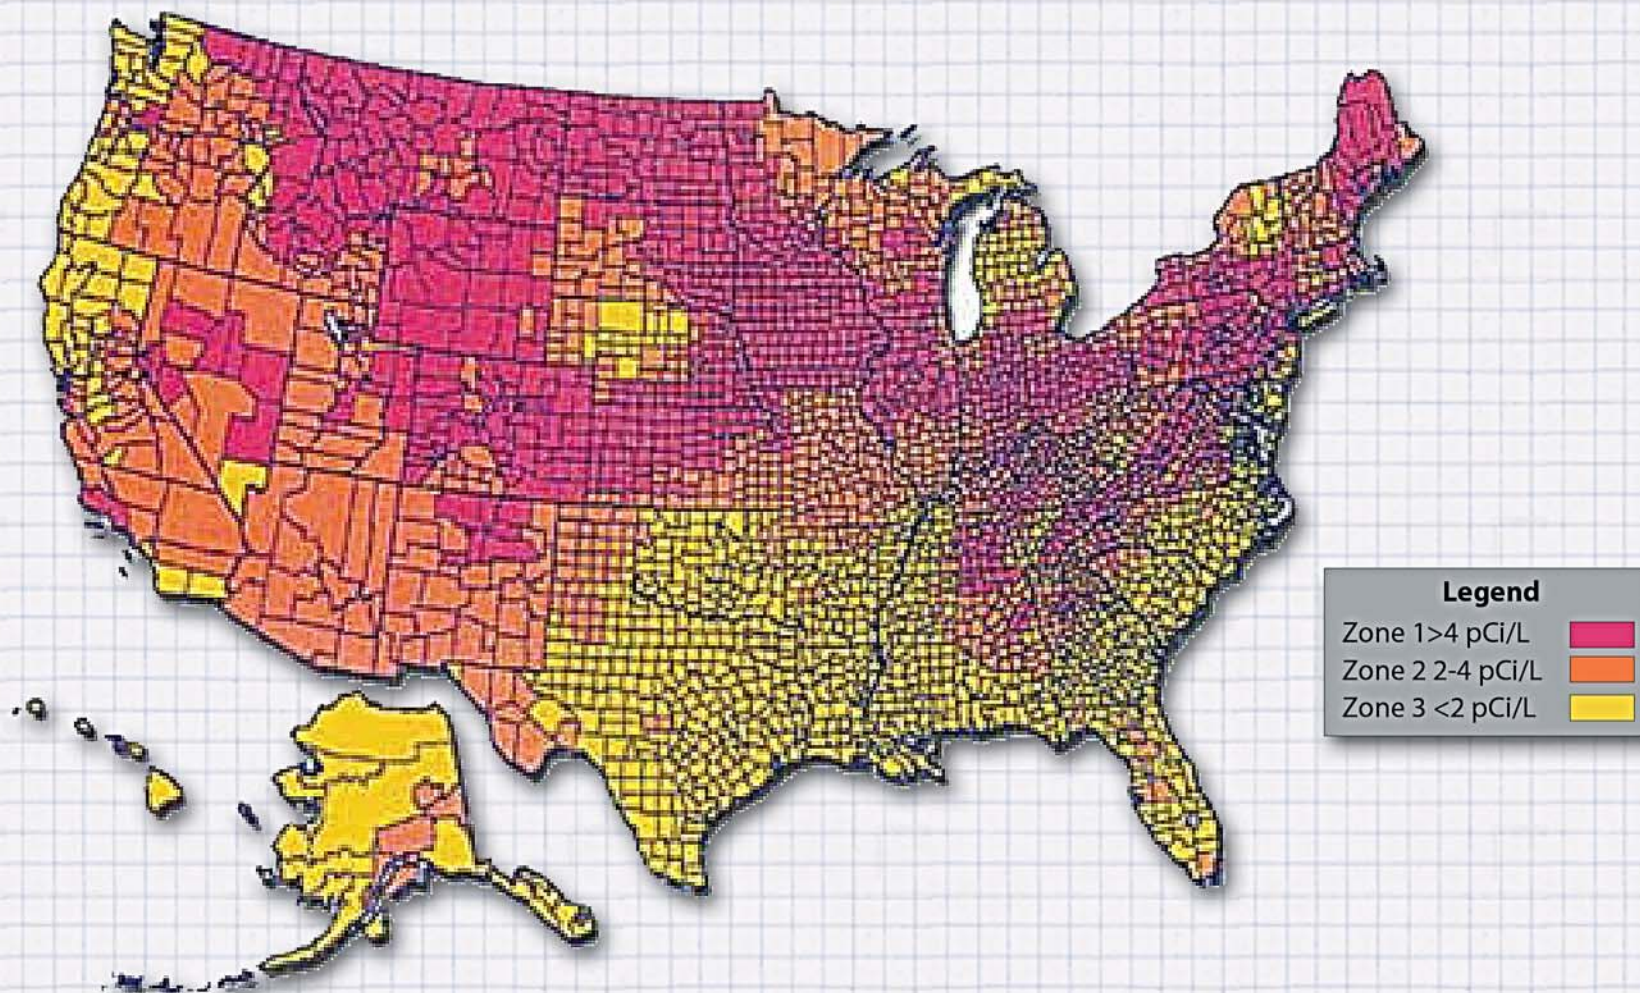 Legend
Zone 1>4 pCi/L
Zone 2 2-4 pCi/L
Zone 3 <2 pCi/L